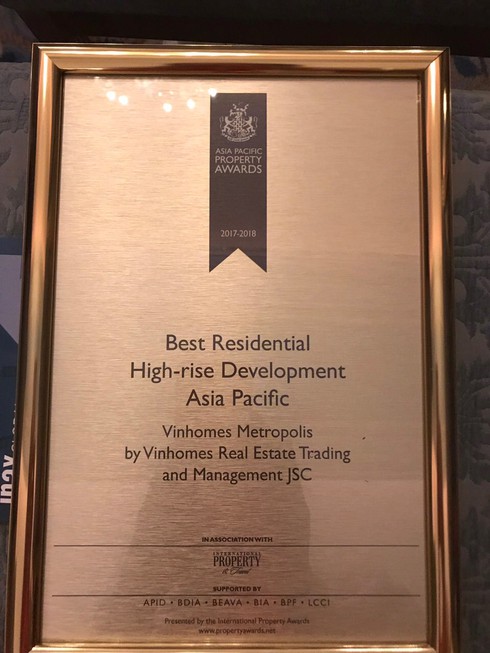 ASIA PACIFIC
PROPERTY
AWARDS
2017-2018
Best Residential
High-rise Development
Asia Pacific
Vinhomes Metropolis
by Vinhomes Real Estate Trading
and Management JSC
IN ASSOCIATION WITH
INTERNATIONAL
PROPERTY
& Travel
SUPPORTED BY
APID • BDIA • BEAVA • BIA • BPF • LCCI
Presented by the International Property Awards
www.propertyawards.net